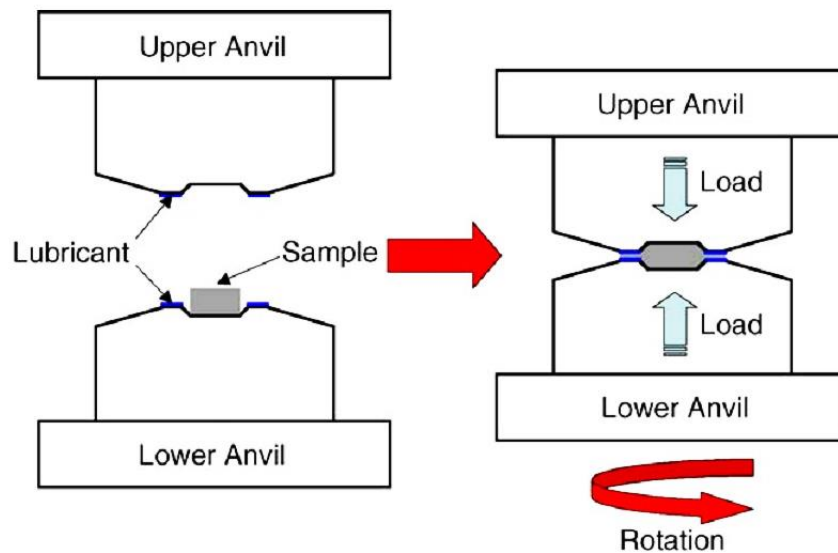 Upper Anvil
Lubricant
Sample
Lower Anvil
Upper Anvil
Load
Load
Lower Anvil
Rotation